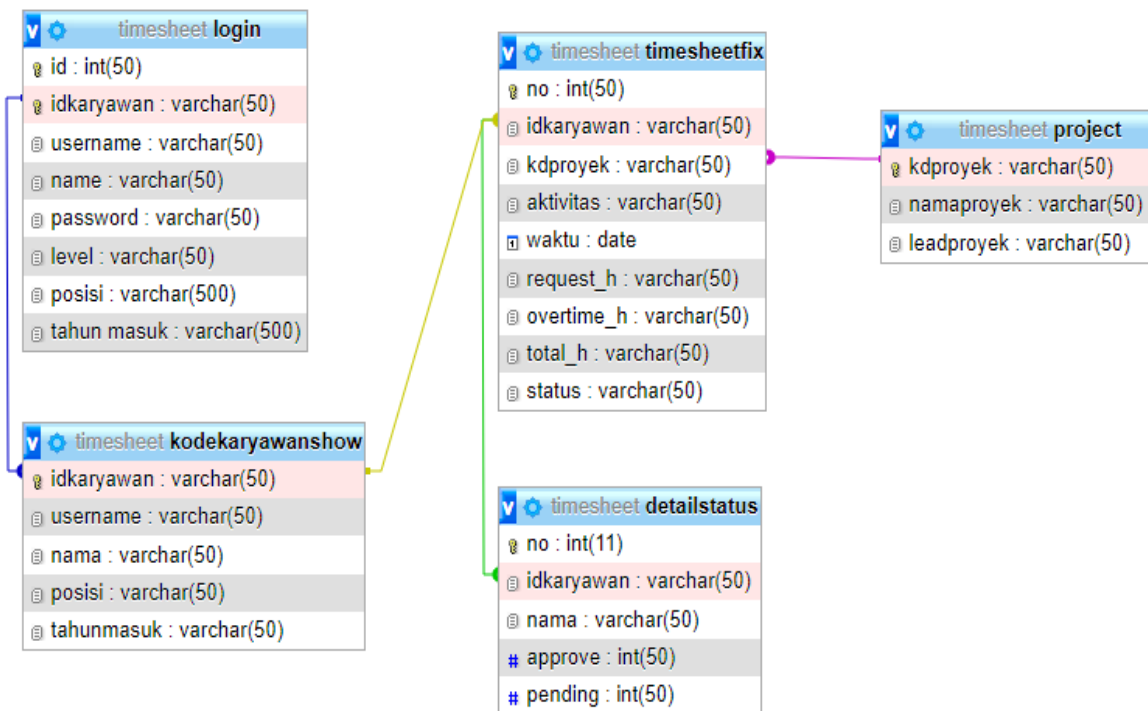 timesheet login
id : int(50)
idkaryawan : varchar(50)
username : varchar(50)
name : varchar(50)
password : varchar(50)
level : varchar(50)
posisi : varchar(500)
tahun masuk : varchar(500)
timesheet kodekaryawanshow
idkaryawan : varchar(50)
username : varchar(50)
nama : varchar(50)
posisi : varchar(50)
tahunmasuk : varchar(50)
timesheet timesheetfix
no : int(50)
idkaryawan : varchar(50)
kdproyek : varchar(50)
aktivitas : varchar(50)
waktu : date
request_h : varchar(50)
overtime_h : varchar(50)
total_h : varchar(50)
status : varchar(50)
timesheet detailstatus
no : int(11)
idkaryawan : varchar(50)
nama : varchar(50)
# approve : int(50)
# pending : int(50)
timesheet project
kdproyek : varchar(50)
namaproyek : varchar(50)
leadproyek : varchar(50)